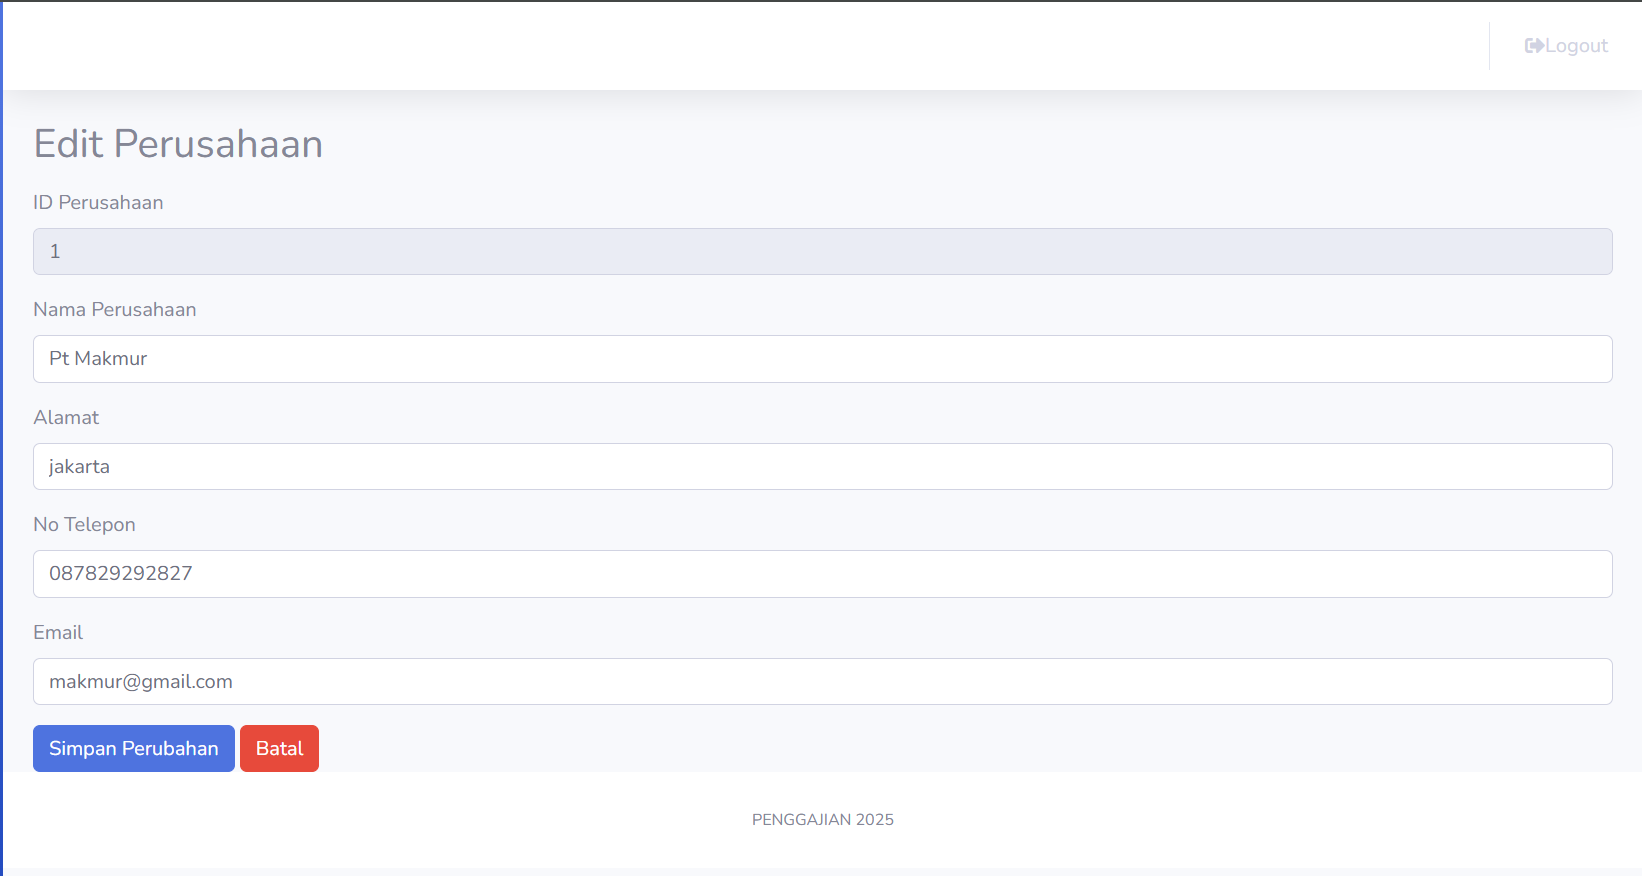 Logout
Edit Perusahaan
ID Perusahaan
1
Nama Perusahaan
Pt Makmur
Alamat
jakarta
No Telepon
087829292827
Email
makmur@gmail.com
Simpan Perubahan Batal
PENGGAJIAN 2025